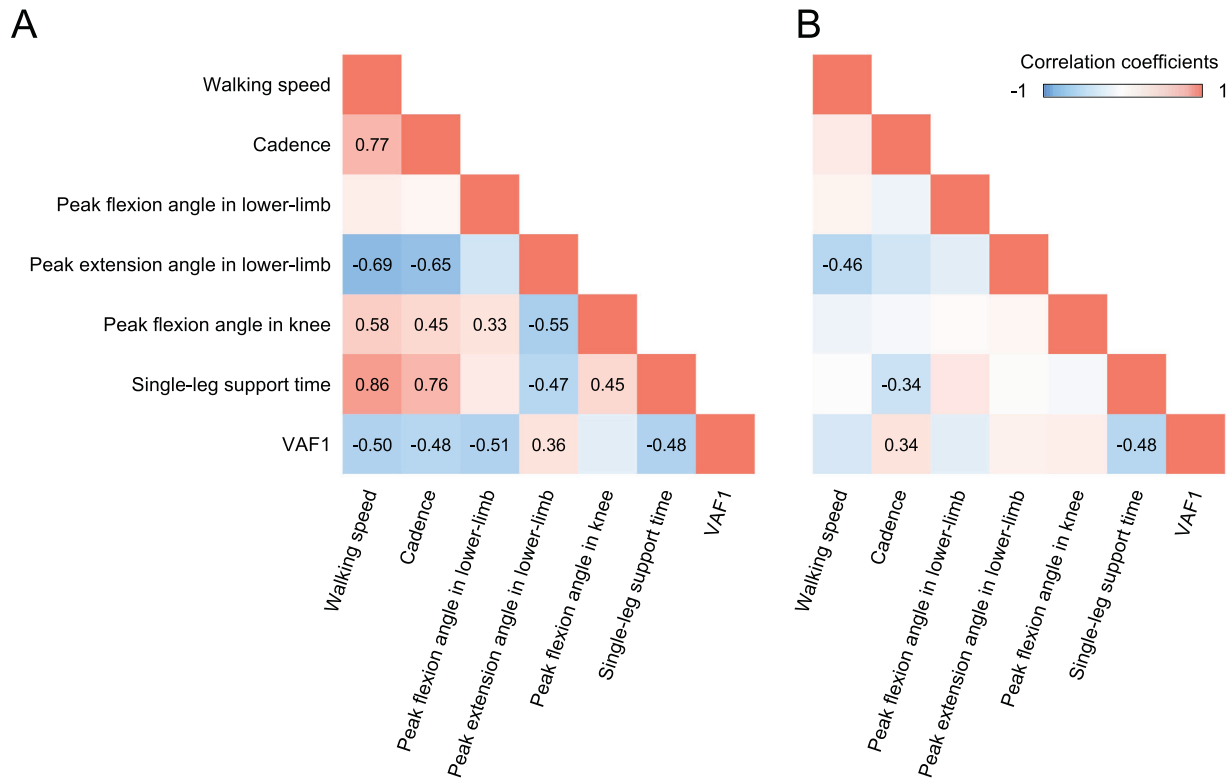 A
B
Correlation coefficients
-1 1
Walking speed
Cadence 0.77
Peak flexion angle in lower-limb
Peak extension angle in lower-limb -0.69 -0.65 -0.46
Peak flexion angle in knee 0.58 0.45 0.33 -0.55
Single-leg support time 0.86 0.76 -0.47 0.45 -0.34
VAF1 -0.50 -0.48 -0.51 0.36 -0.48 0.34 -0.48
Walking speed
Cadence
Peak flexion angle in lower-limb
Peak extension angle in lower-limb
Peak flexion angle in knee
Single-leg support time
VAF1
Walking speed
Cadence
Peak flexion angle in lower-limb
Peak extension angle in lower-limb
Peak flexion angle in knee
Single-leg support time
VAF1